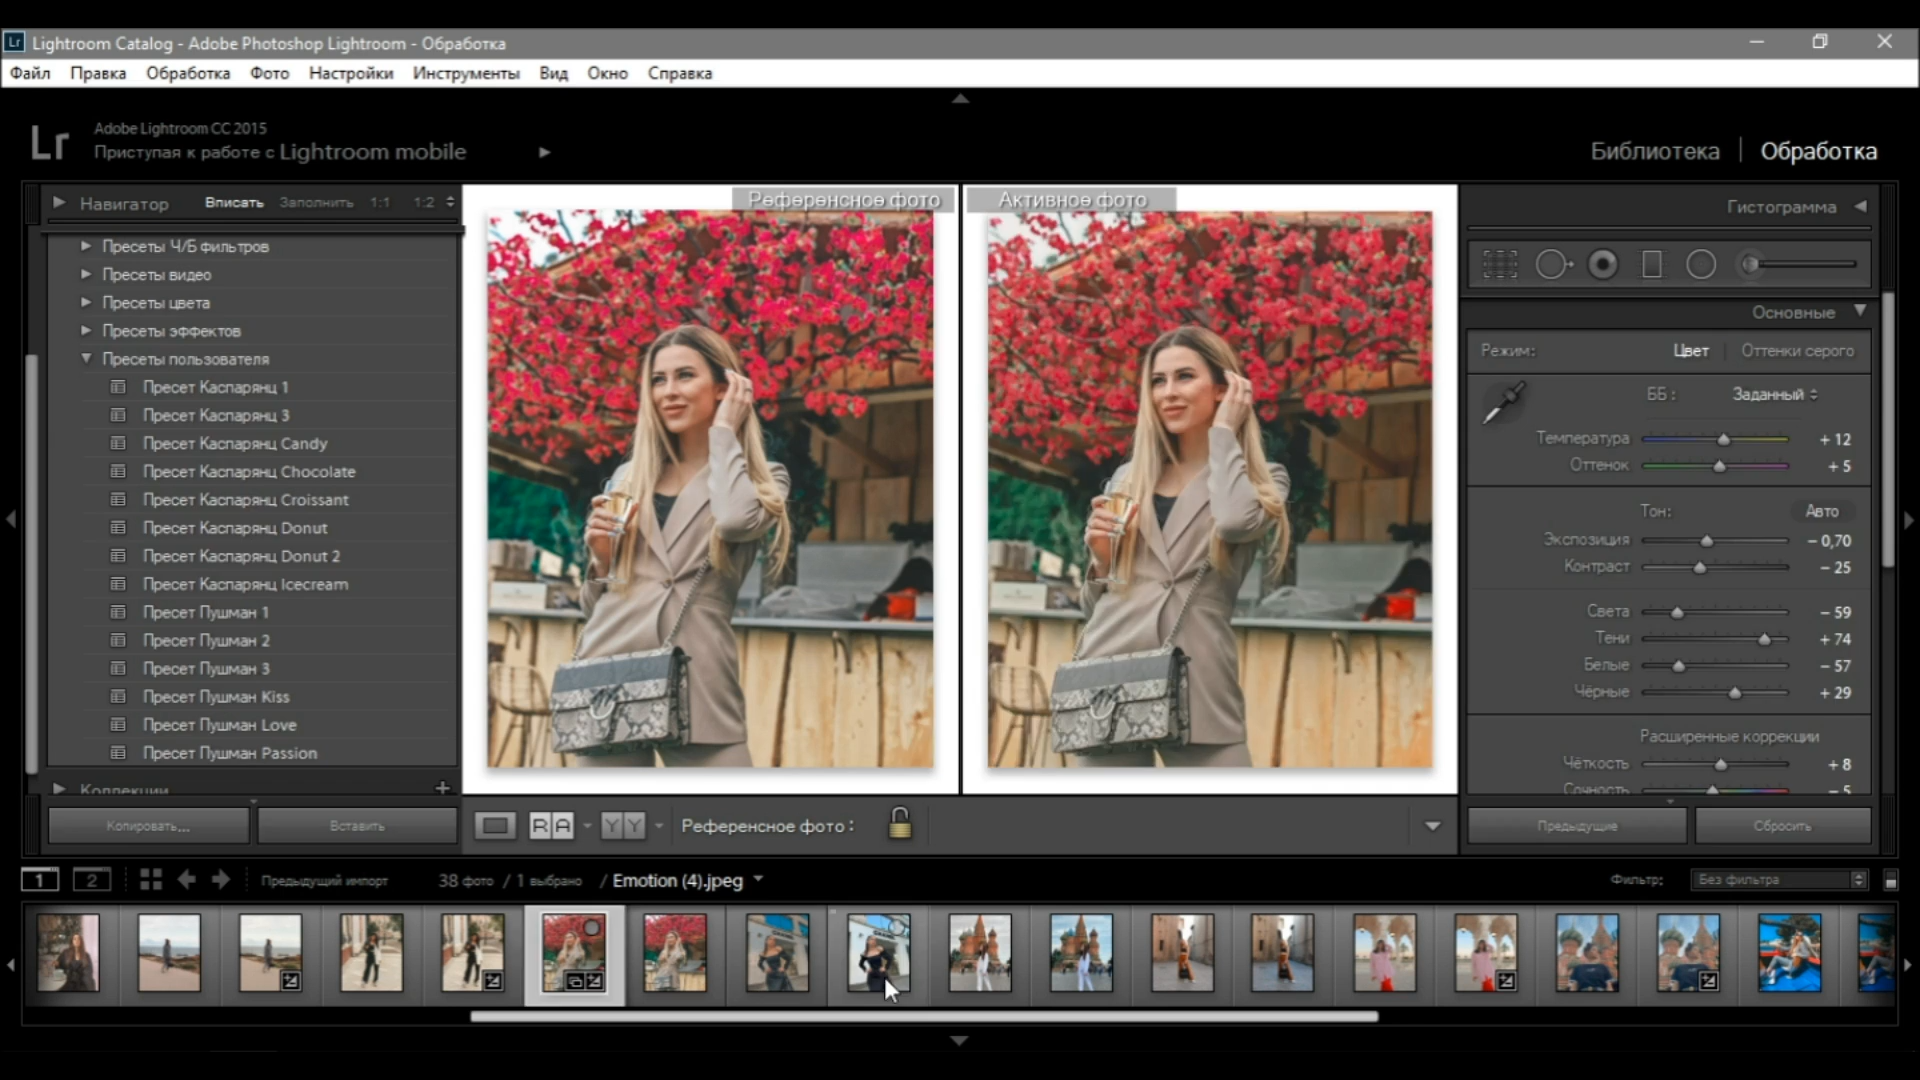 Lr Lightroom Catalog - Adobe Photoshop Lightroom - Обработка
Файл Правка Обработка Фото Настройки Инструменты Вид Окно Справка
Lr
Adobe Lightroom CC 2015
Приступая к работе с Lightroom mobile
Библиотека | Обработка
Навигатор Вписать Заполнить 1:1 1:2
Пресеты Ч/Б фильтров
Пресеты видео
Пресеты цвета
Пресеты эффектов
Пресеты пользователя
Пресет Каспарянц 1
Пресет Каспарянц 3
Пресет Каспарянц Candy
Пресет Каспарянц Chocolate
Пресет Каспарянц Croissant
Пресет Каспарянц Donut
Пресет Каспарянц Donut 2
Пресет Каспарянц Icecream
Пресет Пушман 1
Пресет Пушман 2
Пресет Пушман 3
Пресет Пушман Kiss
Пресет Пушман Love
Пресет Пушман Passion
Коллекции +
Копировать... Вставить
Референсное фото
Активное фото
R A Y Y Референсное фото :
Гистограмма
Основные
Режим: Цвет Оттенки серого
ББ : Заданный
Температура + 12
Оттенок + 5
Тон: Авто
Экспозиция – 0,70
Контраст – 25
Света – 59
Тени + 74
Белые – 57
Чёрные + 29
Расширенные коррекции
Чёткость + 8
Сочность – 5
Предыдущие Сбросить
1 2 Предыдущий импорт 38 фото / 1 выбрано / Emotion (4).jpeg
Фильтр: Без фильтра